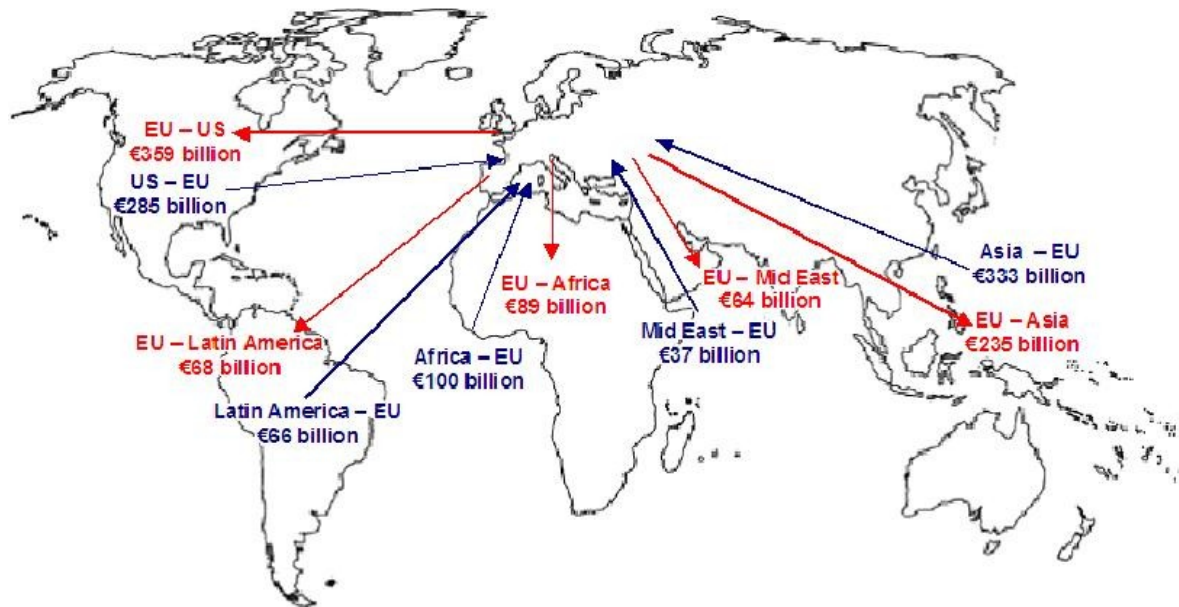 EU – US
€359 billion
US – EU
€285 billion
EU – Latin America
€68 billion
Latin America – EU
€66 billion
Africa – EU
€100 billion
EU – Africa
€89 billion
EU – Mid East
€64 billion
Mid East – EU
€37 billion
Asia – EU
€333 billion
EU – Asia
€235 billion